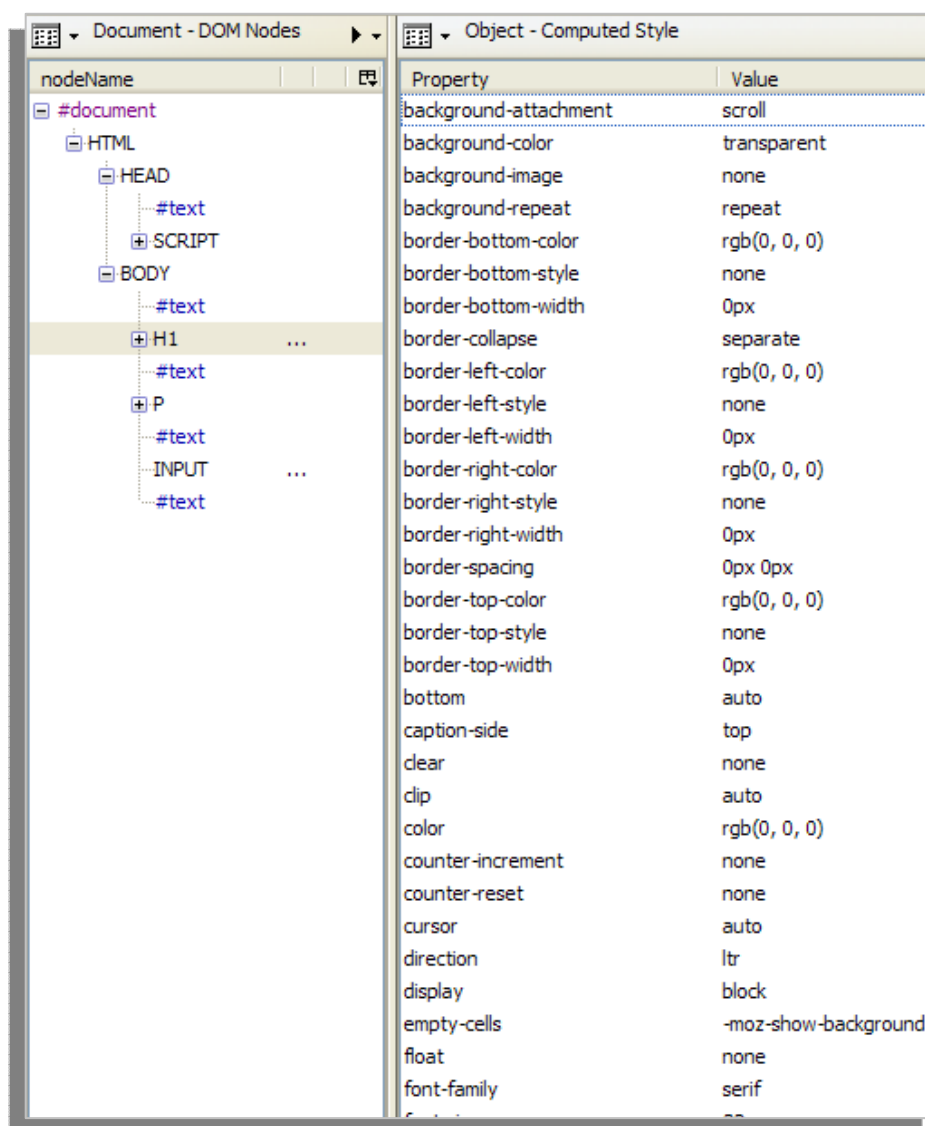 Document - DOM Nodes
nodeName
#document
HTML
HEAD
#text
SCRIPT
BODY
#text
H1 ...
#text
P
#text
INPUT ...
#text
Object - Computed Style
Property Value
background-attachment scroll
background-color transparent
background-image none
background-repeat repeat
border-bottom-color rgb(0, 0, 0)
border-bottom-style none
border-bottom-width 0px
border-collapse separate
border-left-color rgb(0, 0, 0)
border-left-style none
border-left-width 0px
border-right-color rgb(0, 0, 0)
border-right-style none
border-right-width 0px
border-spacing 0px 0px
border-top-color rgb(0, 0, 0)
border-top-style none
border-top-width 0px
bottom auto
caption-side top
clear none
clip auto
color rgb(0, 0, 0)
counter-increment none
counter-reset none
cursor auto
direction ltr
display block
empty-cells -moz-show-background
float none
font-family serif